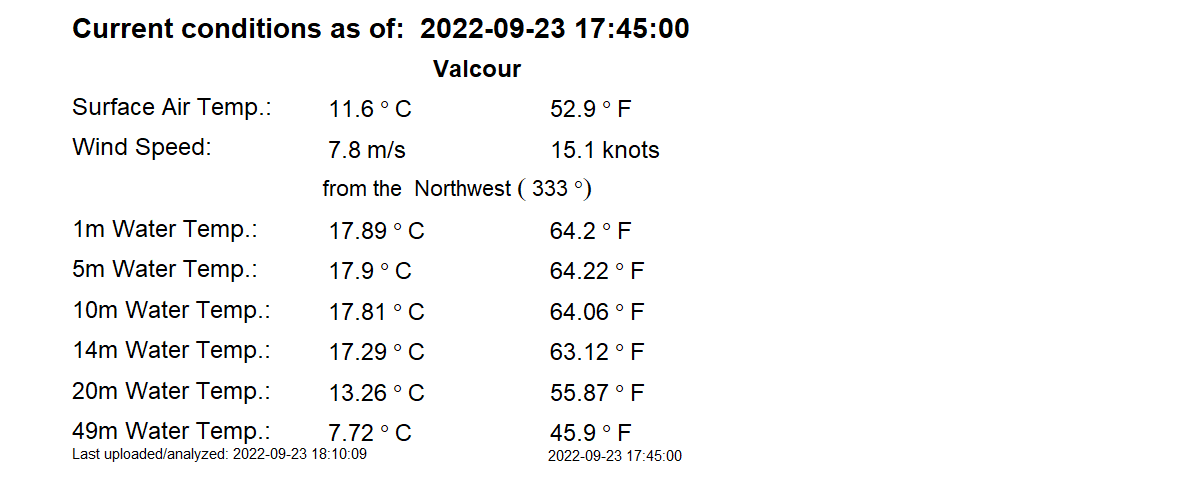 Current conditions as of: 2022-09-23 17:45:00
Valcour
Surface Air Temp.: 11.6 ° C 52.9 ° F
Wind Speed: 7.8 m/s 15.1 knots
from the Northwest ( 333 °)
1m Water Temp.: 17.89 ° C 64.2 ° F
5m Water Temp.: 17.9 ° C 64.22 ° F
10m Water Temp.: 17.81 ° C 64.06 ° F
14m Water Temp.: 17.29 ° C 63.12 ° F
20m Water Temp.: 13.26 ° C 55.87 ° F
49m Water Temp.: 7.72 ° C 45.9 ° F
Last uploaded/analyzed: 2022-09-23 18:10:09 2022-09-23 17:45:00